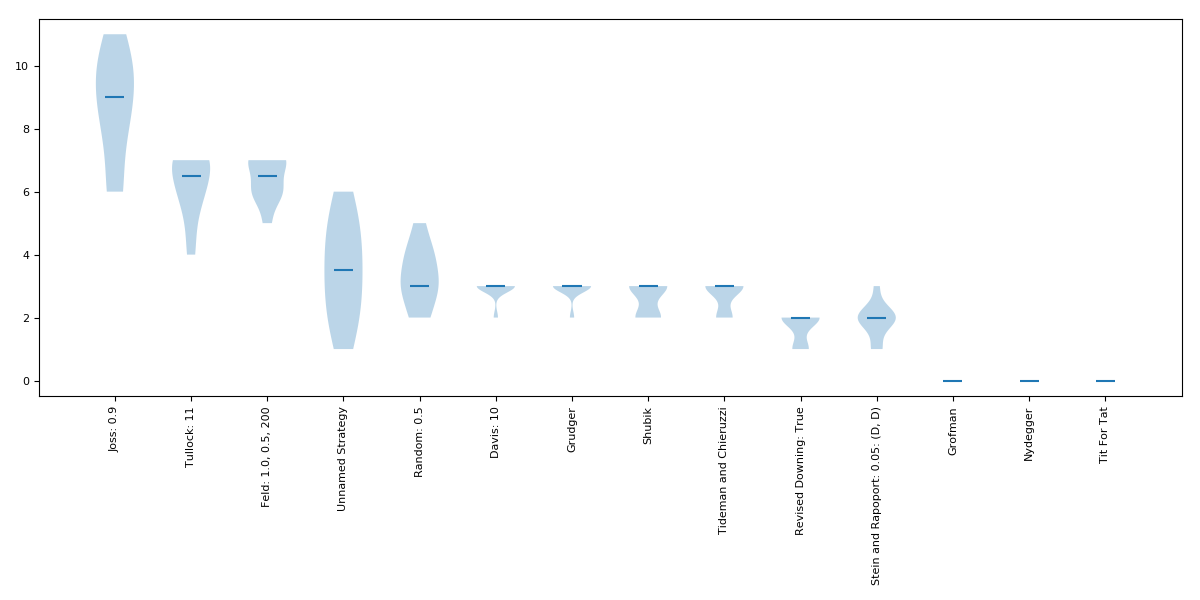 10
8
6
4
2
0
Joss: 0.9
Tullock: 11
Feld: 1.0, 0.5, 200
Unnamed Strategy
Random: 0.5
Davis: 10
Grudger
Shubik
Tideman and Chieruzzi
Revised Downing: True
Stein and Rapoport: 0.05: (D, D)
Grofman
Nydegger
Tit For Tat